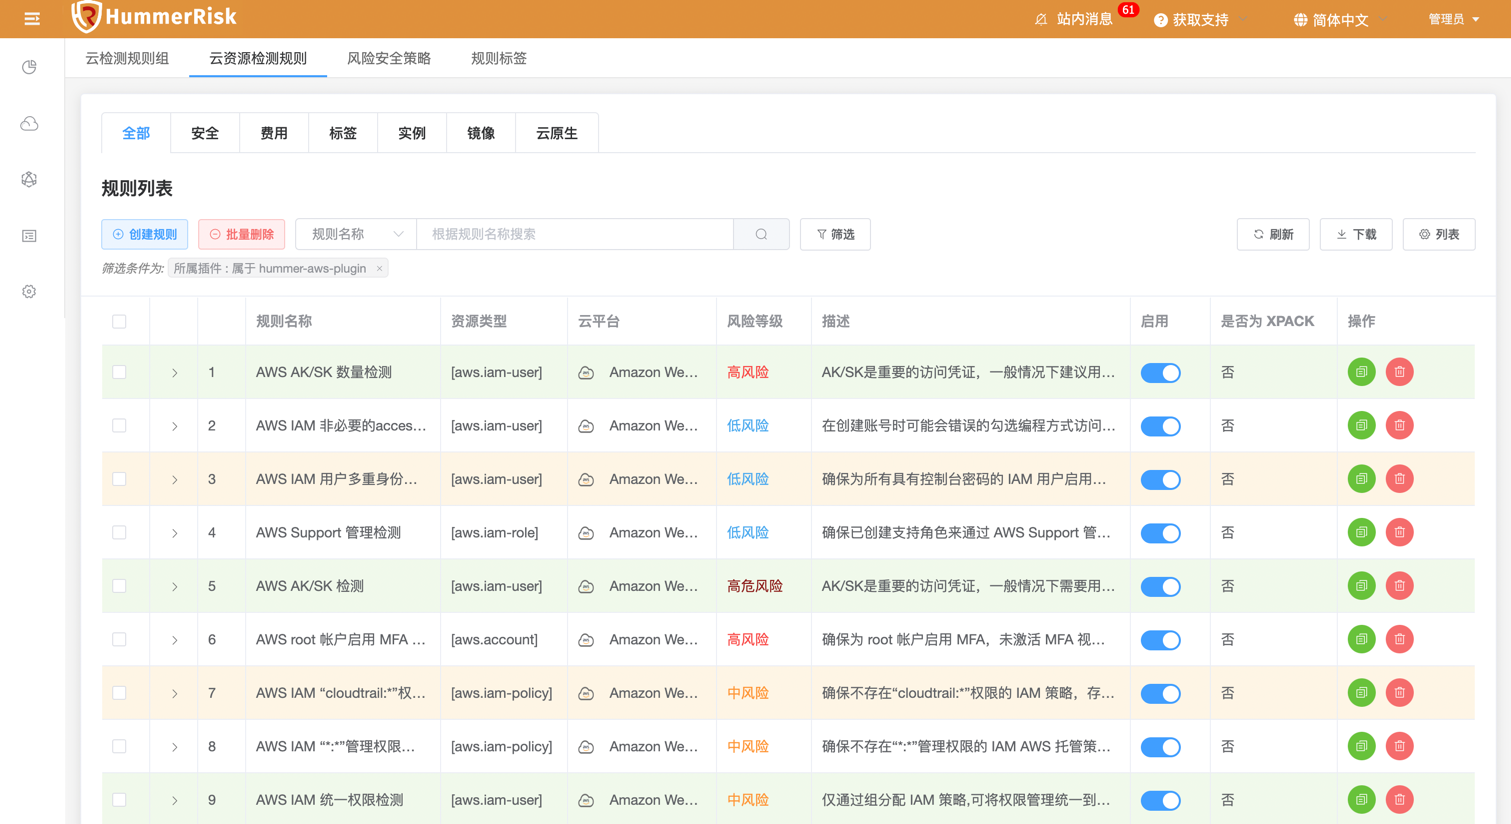 HummerRisk
站内消息 61
获取支持
简体中文
管理员
云检测规则组
云资源检测规则
风险安全策略
规则标签
全部
安全
费用
标签
实例
镜像
云原生
规则列表
创建规则
批量删除
规则名称
根据规则名称搜索
筛选
刷新
下载
列表
筛选条件为: 所属插件 : 属于 hummer-aws-plugin ×
规则名称 资源类型 云平台 风险等级 描述 启用 是否为 XPACK 操作
1 AWS AK/SK 数量检测 [aws.iam-user] Amazon We... 高风险 AK/SK是重要的访问凭证，一般情况下建议用... 否
2 AWS IAM 非必要的acces... [aws.iam-user] Amazon We... 低风险 在创建账号时可能会错误的勾选编程方式访问... 否
3 AWS IAM 用户多重身份... [aws.iam-user] Amazon We... 低风险 确保为所有具有控制台密码的 IAM 用户启用... 否
4 AWS Support 管理检测 [aws.iam-role] Amazon We... 低风险 确保已创建支持角色来通过 AWS Support 管... 否
5 AWS AK/SK 检测 [aws.iam-user] Amazon We... 高危风险 AK/SK是重要的访问凭证，一般情况下需要用... 否
6 AWS root 帐户启用 MFA ... [aws.account] Amazon We... 高风险 确保为 root 帐户启用 MFA，未激活 MFA 视... 否
7 AWS IAM “cloudtrail:*”权... [aws.iam-policy] Amazon We... 中风险 确保不存在“cloudtrail:*”权限的 IAM 策略，存... 否
8 AWS IAM “*:*”管理权限... [aws.iam-policy] Amazon We... 中风险 确保不存在“*:*”管理权限的 IAM AWS 托管策... 否
9 AWS IAM 统一权限检测 [aws.iam-user] Amazon We... 中风险 仅通过组分配 IAM 策略,可将权限管理统一到... 否